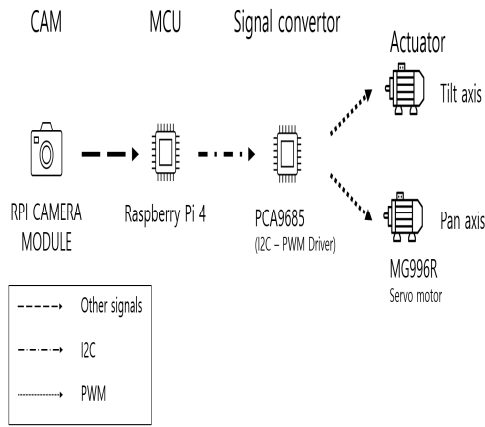 CAM
MCU
Signal convertor
Actuator
Tilt axis
RPI CAMERA
MODULE
Raspberry Pi 4
PCA9685
(I2C – PWM Driver)
Pan axis
MG996R
Servo motor
Other signals
I2C
PWM